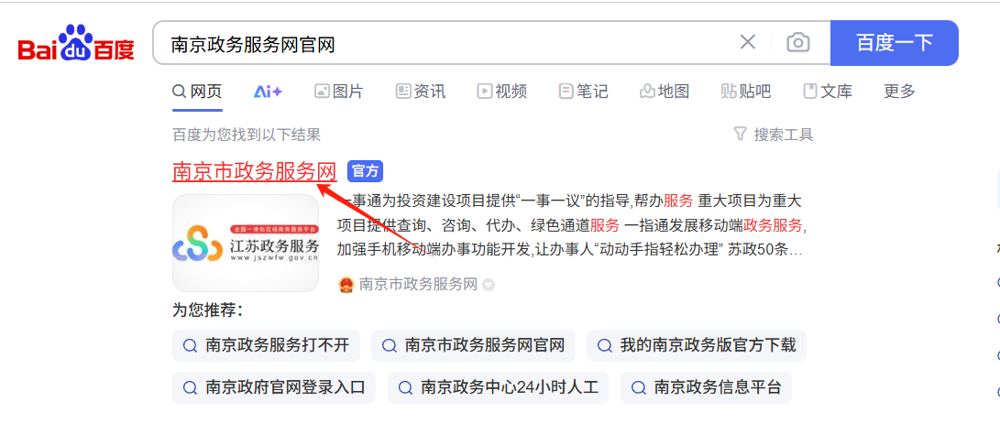 Bai du 百度 南京政务服务网官网 百度一下
网页 Ai+ 图片 资讯 视频 笔记 地图 贴 贴吧 文库 更多
百度为您找到以下结果 搜索工具
南京市政务服务网 官方
一事通为投资建设项目提供“一事一议”的指导,帮办服务 重大项目为重大
项目提供查询、咨询、代办、绿色通道服务 一指通发展移动端政务服务,
加强手机移动端办事功能开发,让办事人“动动手指轻松办理” 苏政50条...
全国一体化在线政务服务平台
江苏政务服务
www.jszwfw.gov.cn
南京市政务服务网
为您推荐：
南京政务服务打不开 南京市政务服务网官网 我的南京政务版官方下载
南京政府官网登录入口 南京政务中心24小时人工 南京政务信息平台